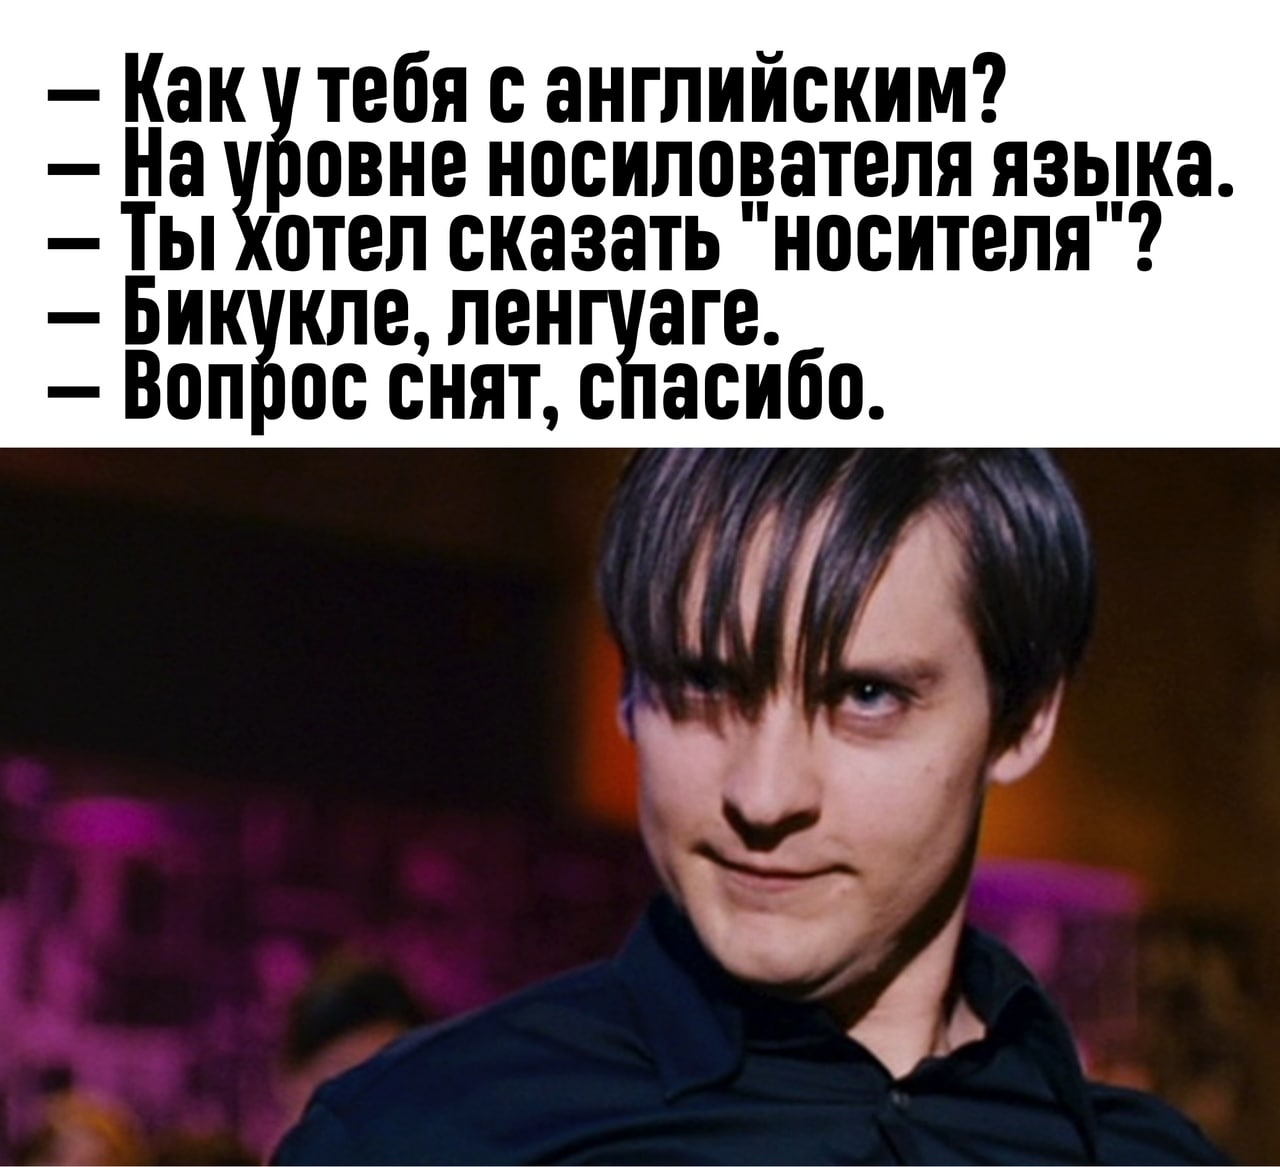 — Как у тебя с английским?
— На уровне носилователя языка.
— Ты хотел сказать "носителя"?
— Бикукле, ленгуаге.
— Вопрос снят, спасибо.